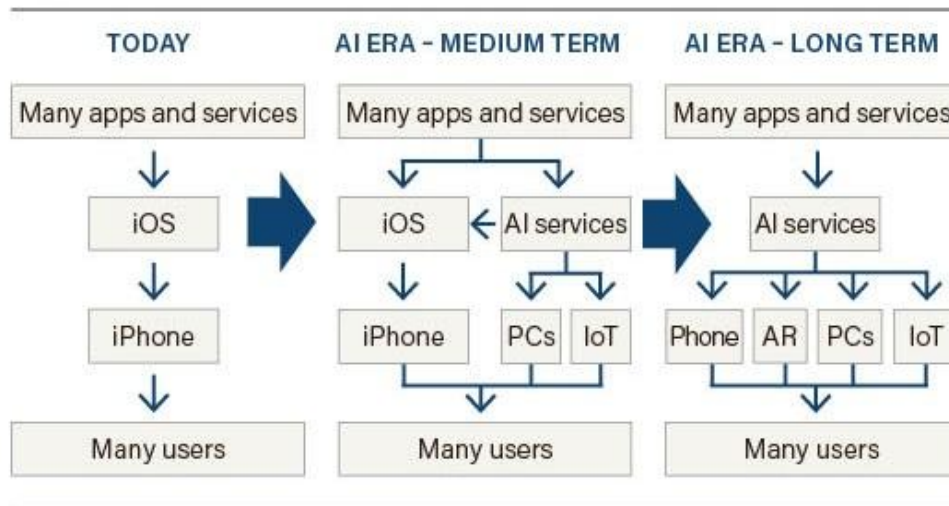 TODAY
Many apps and services
iOS
iPhone
Many users
AI ERA – MEDIUM TERM
Many apps and services
iOS
AI services
iPhone
PCs
IoT
Many users
AI ERA – LONG TERM
Many apps and services
AI services
Phone
AR
PCs
IoT
Many users